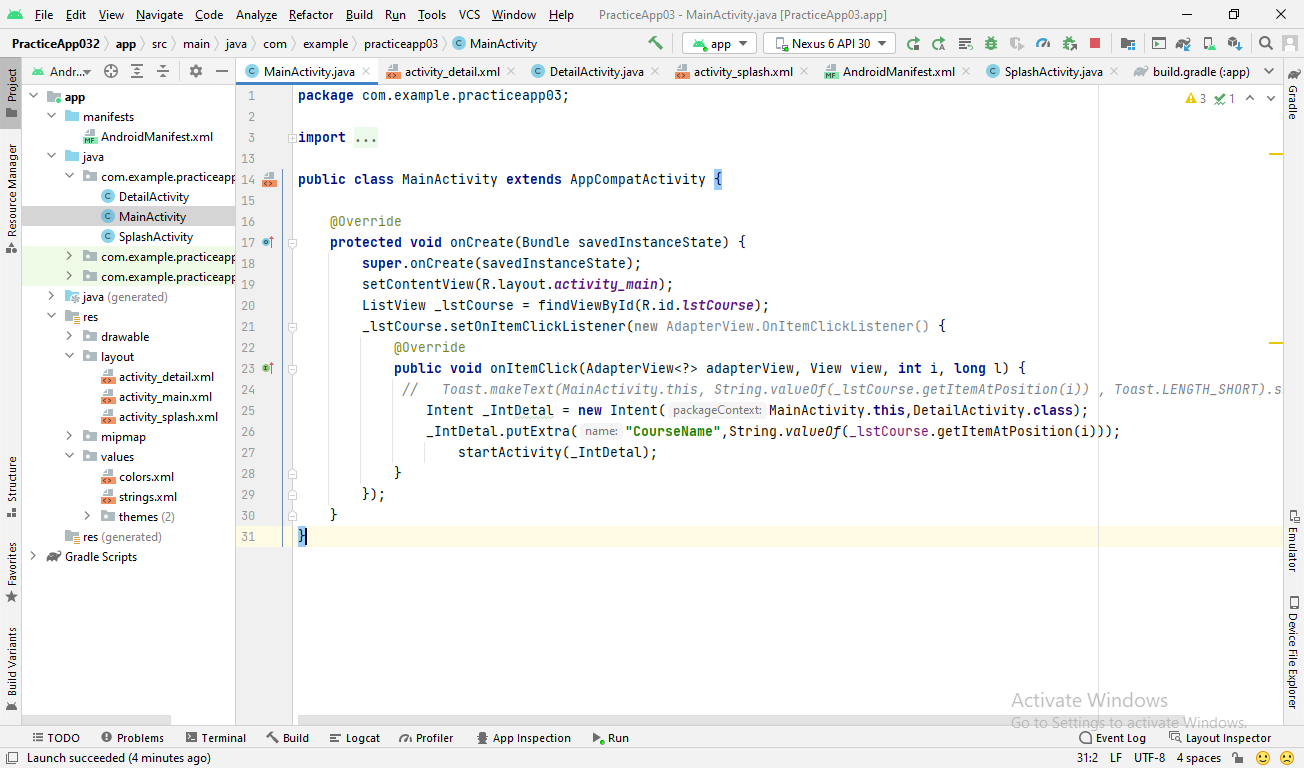 File Edit View Navigate Code Analyze Refactor Build Run Tools VCS Window Help PracticeApp03 - MainActivity.java [PracticeApp03.app]
PracticeApp032 app src main java com example practiceapp03 MainActivity app Nexus 6 API 30
Andr... MainActivity.java activity_detail.xml DetailActivity.java activity_splash.xml AndroidManifest.xml SplashActivity.java build.gradle (:app)
Project
Resource Manager
Structure
Favorites
Build Variants
app
manifests
AndroidManifest.xml
java
com.example.practiceapp
DetailActivity
MainActivity
SplashActivity
com.example.practiceapp
com.example.practiceapp
java (generated)
res
drawable
layout
activity_detail.xml
activity_main.xml
activity_splash.xml
mipmap
values
colors.xml
strings.xml
themes (2)
res (generated)
Gradle Scripts
3 1
1 package com.example.practiceapp03;
2
3 import ...
13
14 public class MainActivity extends AppCompatActivity {
15
16 @Override
17 protected void onCreate(Bundle savedInstanceState) {
18 super.onCreate(savedInstanceState);
19 setContentView(R.layout.activity_main);
20 ListView _lstCourse = findViewById(R.id.lstCourse);
21 _lstCourse.setOnItemClickListener(new AdapterView.OnItemClickListener() {
22 @Override
23 public void onItemClick(AdapterView<?> adapterView, View view, int i, long l) {
24 // Toast.makeText(MainActivity.this, String.valueOf(_lstCourse.getItemAtPosition(i)) , Toast.LENGTH_SHORT).s
25 Intent _IntDetal = new Intent( packageContext: MainActivity.this,DetailActivity.class);
26 _IntDetal.putExtra( name: "CourseName",String.valueOf(_lstCourse.getItemAtPosition(i)));
27 startActivity(_IntDetal);
28 }
29 });
30 }
31 }
Gradle
Emulator
Device File Explorer
Activate Windows
Go to Settings to activate Windows.
TODO Problems Terminal Build Logcat Profiler App Inspection Run Event Log Layout Inspector
Launch succeeded (4 minutes ago) 31:2 LF UTF-8 4 spaces